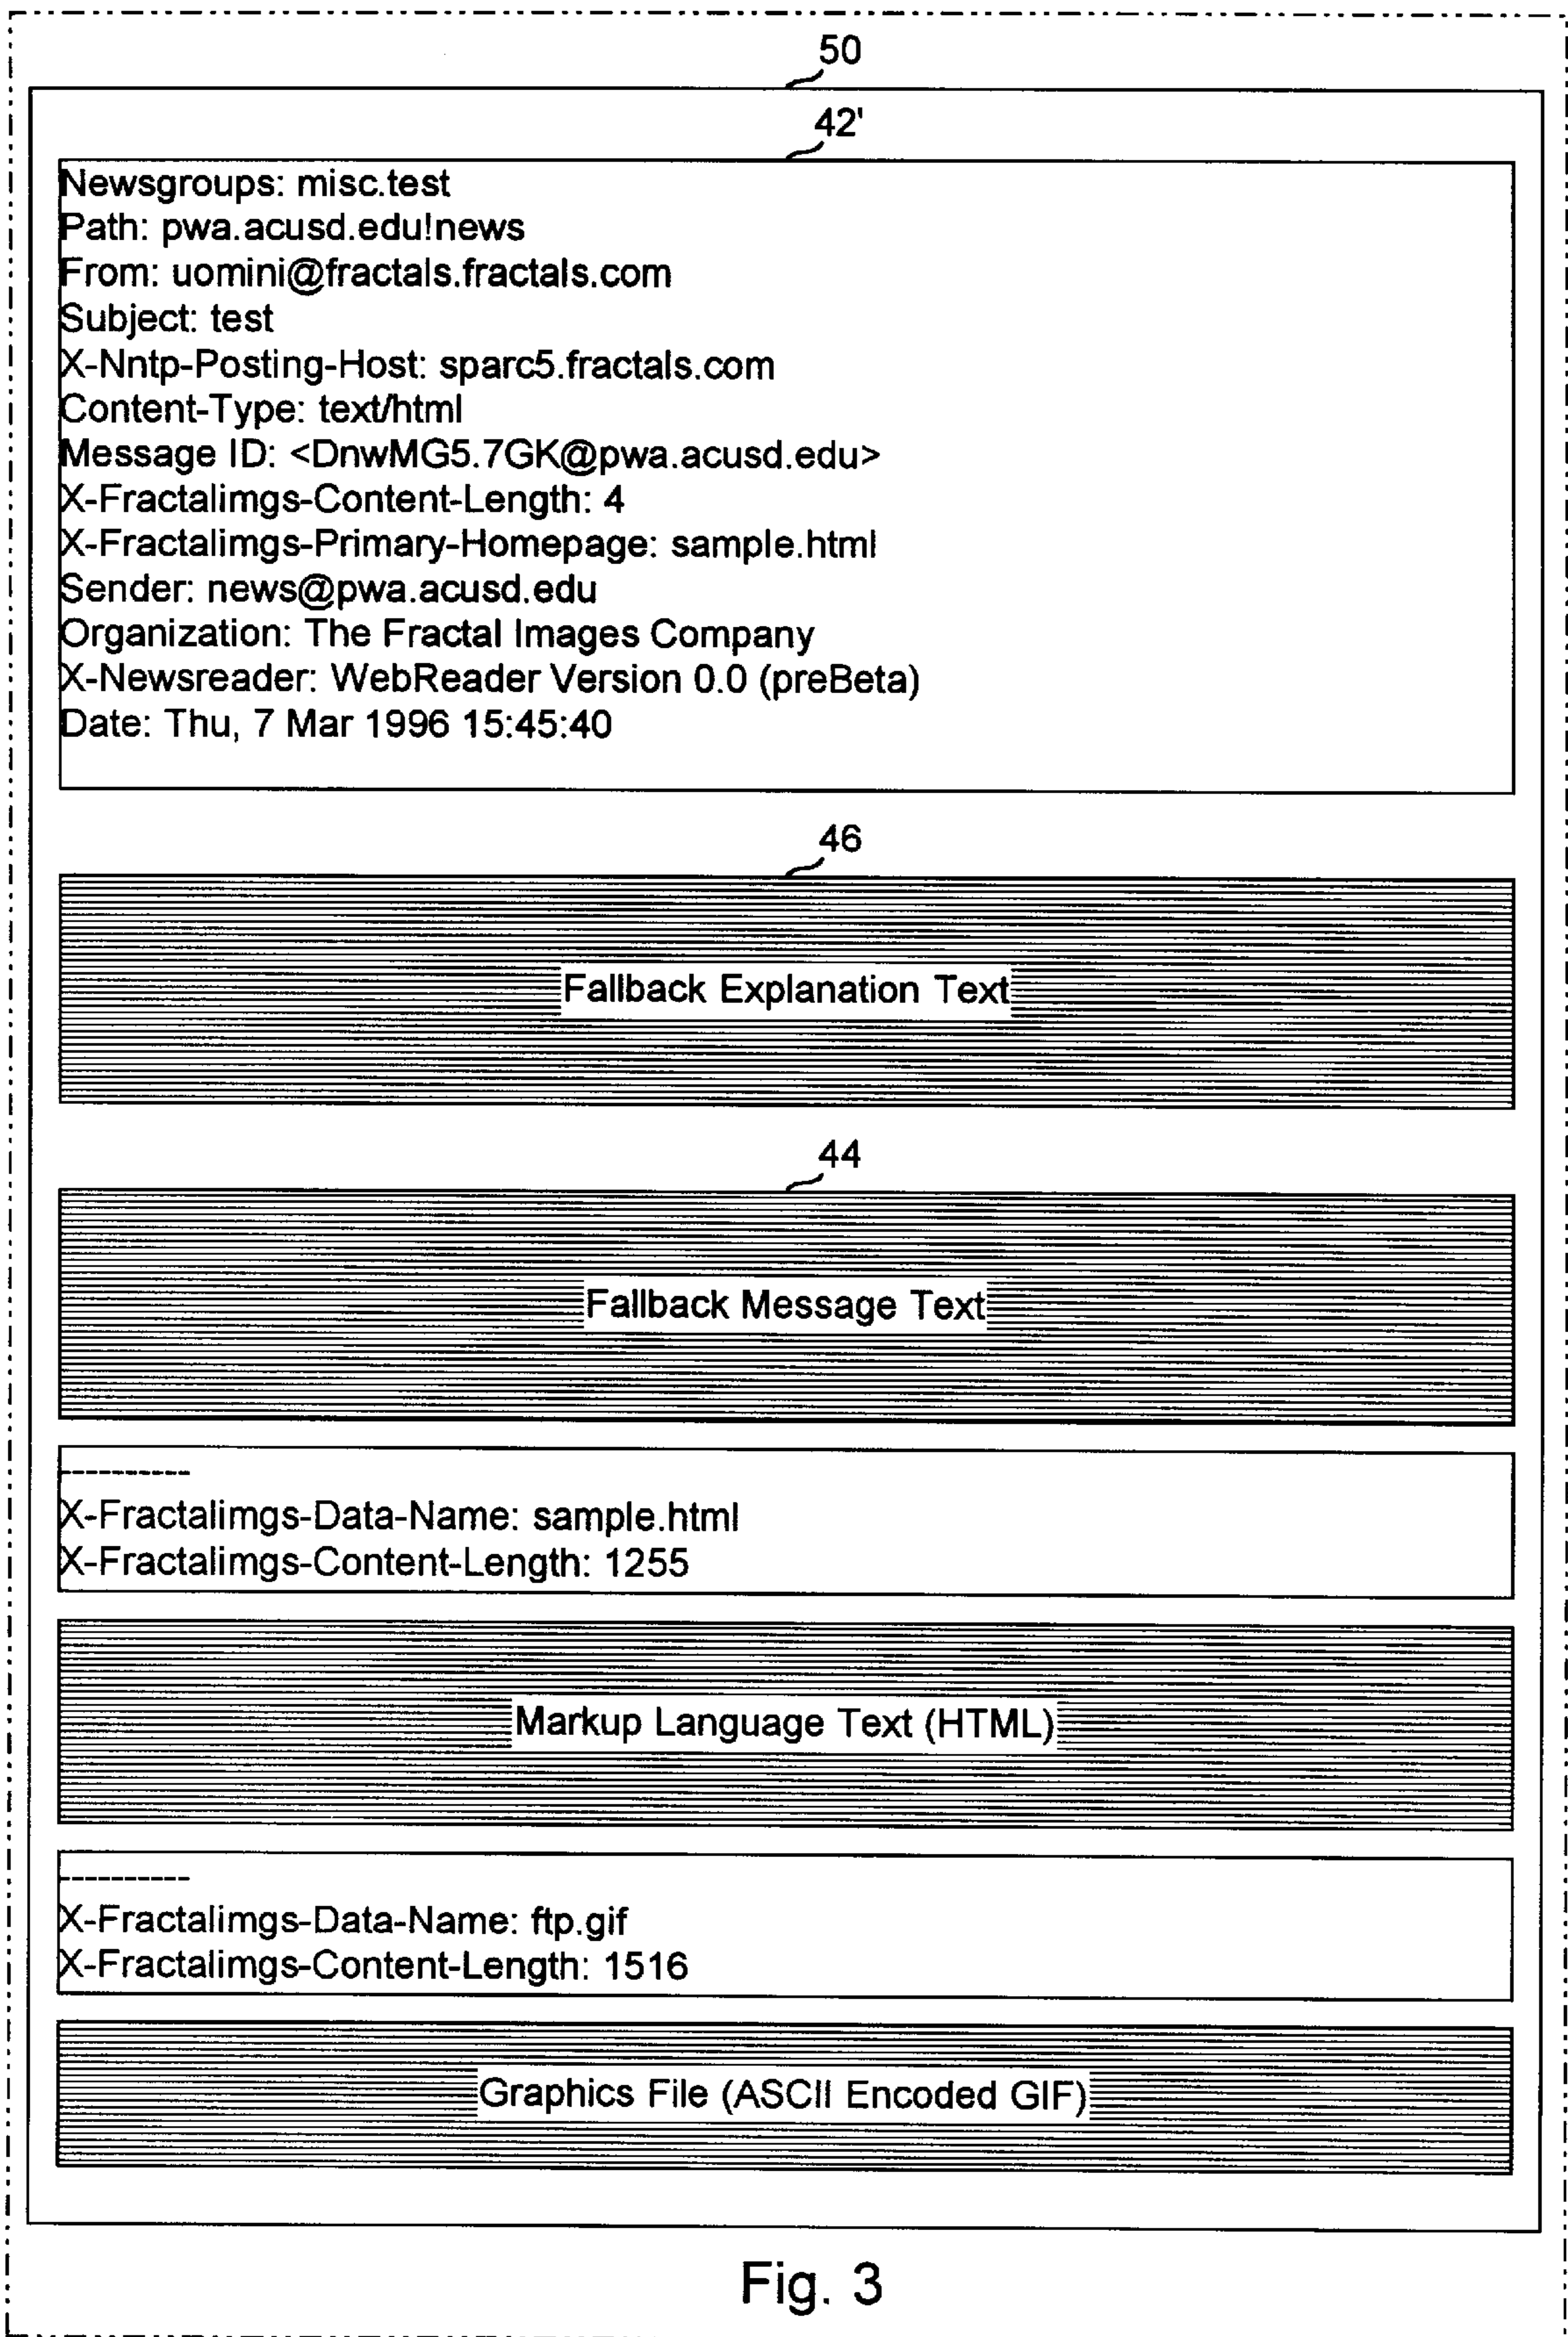 50
42'
Newsgroups: misc.test
Path: pwa.acusd.edu!news
From: uomini@fractals.fractals.com
Subject: test
X-Nntp-Posting-Host: sparc5.fractals.com
Content-Type: text/html
Message ID: <DnwMG5.7GK@pwa.acusd.edu>
X-Fractalimgs-Content-Length: 4
X-Fractalimgs-Primary-Homepage: sample.html
Sender: news@pwa.acusd.edu
Organization: The Fractal Images Company
X-Newsreader: WebReader Version 0.0 (preBeta)
Date: Thu, 7 Mar 1996 15:45:40
46
Fallback Explanation Text
44
Fallback Message Text
----------
X-Fractalimgs-Data-Name: sample.html
X-Fractalimgs-Content-Length: 1255
Markup Language Text (HTML)
----------
X-Fractalimgs-Data-Name: ftp.gif
X-Fractalimgs-Content-Length: 1516
Graphics File (ASCII Encoded GIF)
Fig. 3